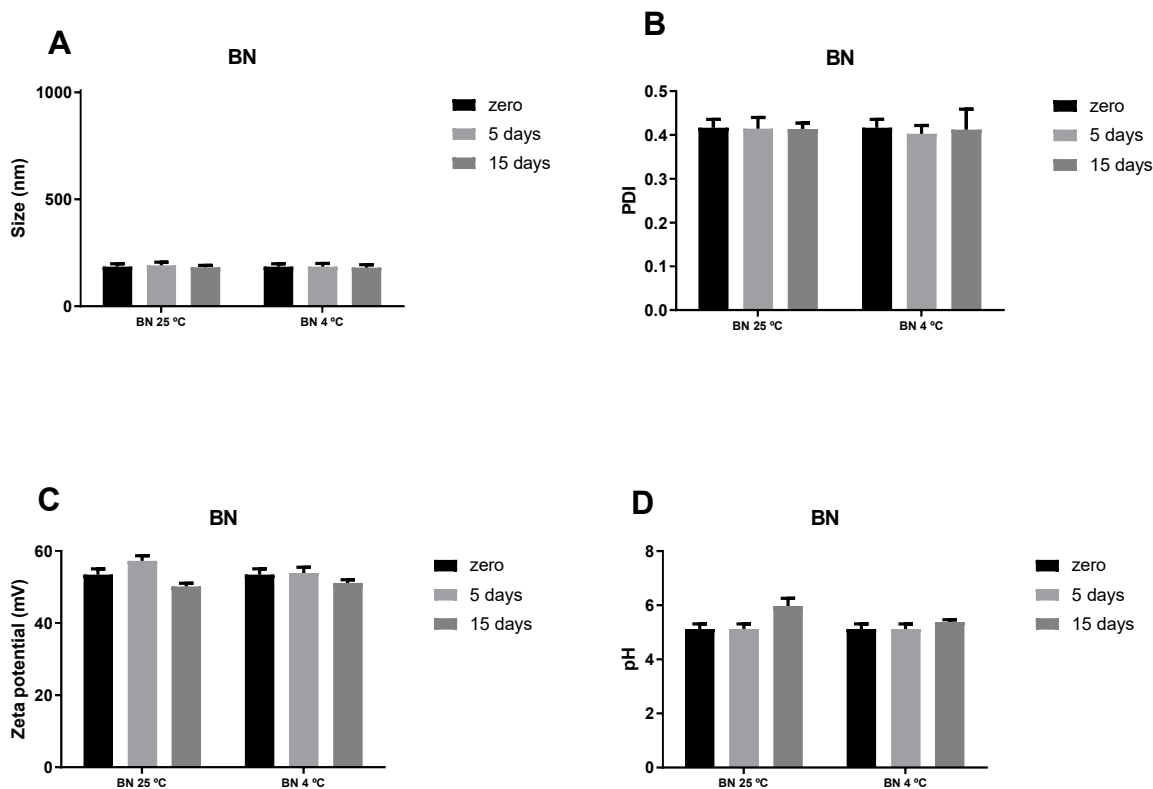 A
BN
1000
500
0
Size (nm)
BN 25 ºC
BN 4 ºC
zero
5 days
15 days
B
BN
0.5
0.4
0.3
0.2
0.1
0.0
PDI
BN 25 ºC
BN 4 ºC
zero
5 days
15 days
C
BN
60
40
20
0
Zeta potential (mV)
BN 25 ºC
BN 4 ºC
zero
5 days
15 days
D
BN
8
6
4
2
0
pH
BN 25 ºC
BN 4 ºC
zero
5 days
15 days